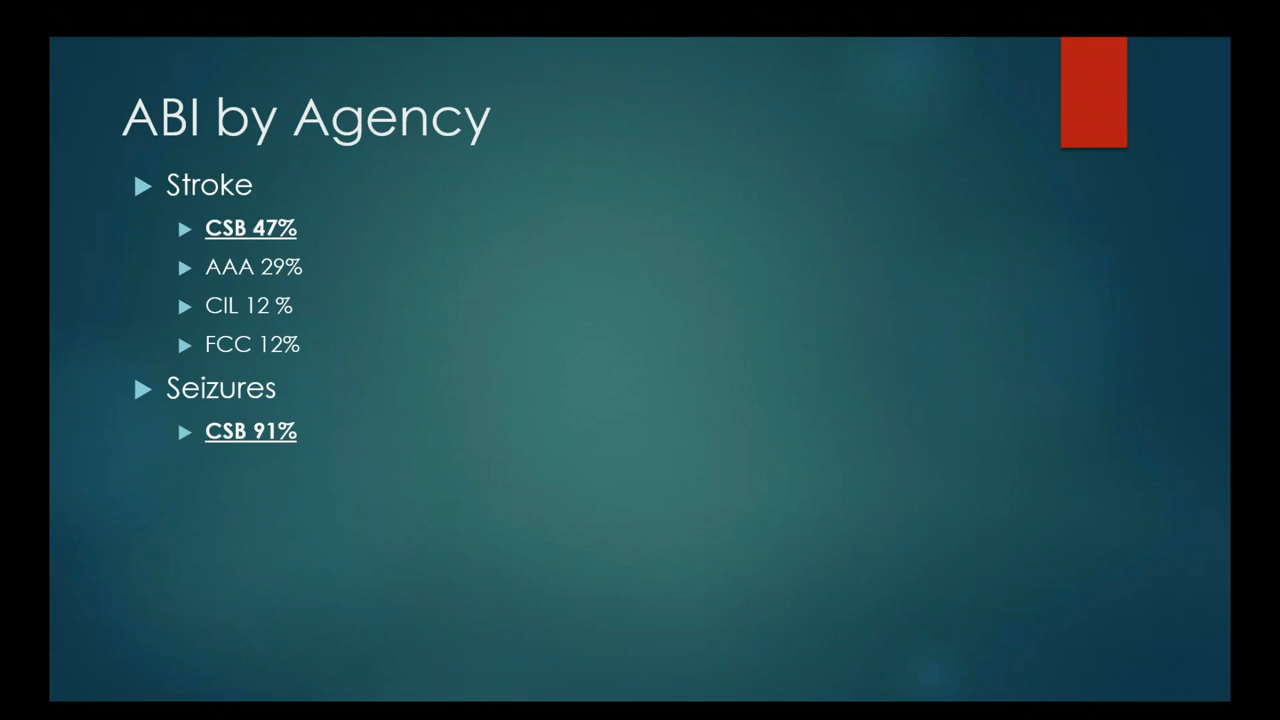 ABI by Agency
Stroke
CSB 47%
AAA 29%
CIL 12 %
FCC 12%
Seizures
CSB 91%